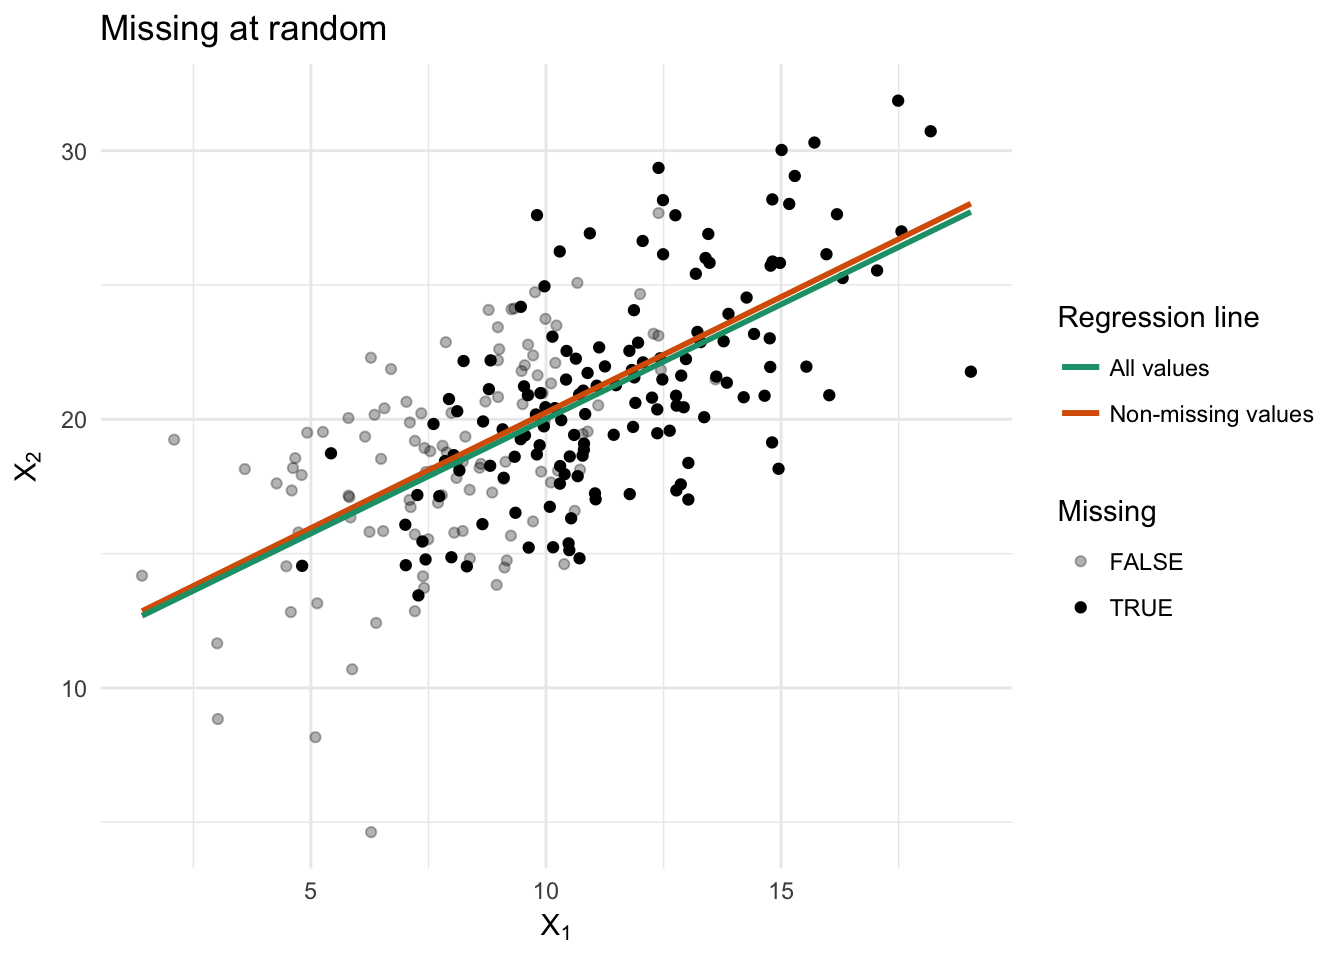 Missing at random
30
20
10
X₂
5
10
15
X₁
Regression line
All values
Non-missing values
Missing
FALSE
TRUE